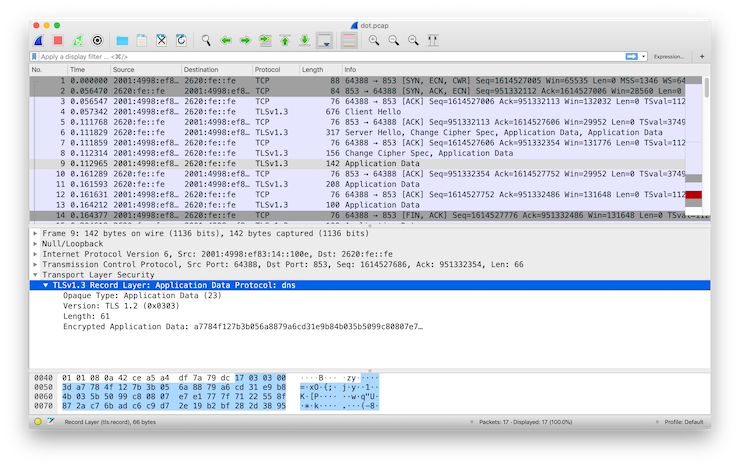 dot.pcap
Apply a display filter ... <⌘/>
Expression...
+
No. Time Source Destination Protocol Length Info
1 0.000000 2001:4998:ef8... 2620:fe::fe TCP 88 64388 → 853 [SYN, ECN, CWR] Seq=1614527005 Win=65535 Len=0 MSS=1346 WS=64
2 0.056470 2001:4998:ef8... 2620:fe::fe TCP 84 853 → 64388 [SYN, ACK, ECN] Seq=951332112 Ack=1614527006 Win=28560 Len=0
3 0.056547 2001:4998:ef8... 2620:fe::fe TCP 76 64388 → 853 [ACK] Seq=1614527006 Ack=951332113 Win=132032 Len=0 TSval=112
4 0.057342 2001:4998:ef8... 2620:fe::fe TLSv1.3 676 Client Hello
5 0.111768 2001:4998:ef8... 2620:fe::fe TCP 76 853 → 64388 [ACK] Seq=951332113 Ack=1614527606 Win=29952 Len=0 TSval=3749
6 0.111829 2001:4998:ef8... 2620:fe::fe TLSv1.3 317 Server Hello, Change Cipher Spec, Application Data, Application Data
7 0.111859 2001:4998:ef8... 2620:fe::fe TCP 76 64388 → 853 [ACK] Seq=1614527606 Ack=951332354 Win=131776 Len=0 TSval=112
8 0.112314 2001:4998:ef8... 2620:fe::fe TLSv1.3 156 Change Cipher Spec, Application Data
9 0.112965 2001:4998:ef8... 2620:fe::fe TLSv1.3 142 Application Data
10 0.161289 2001:4998:ef8... 2620:fe::fe TCP 76 853 → 64388 [ACK] Seq=951332354 Ack=1614527752 Win=29952 Len=0 TSval=3749
11 0.161593 2001:4998:ef8... 2620:fe::fe TLSv1.3 208 Application Data
12 0.161631 2001:4998:ef8... 2620:fe::fe TCP 76 64388 → 853 [ACK] Seq=1614527752 Ack=951332486 Win=131648 Len=0 TSval=112
13 0.164212 2001:4998:ef8... 2620:fe::fe TLSv1.3 100 Application Data
14 0.164377 2001:4998:ef8... 2620:fe::fe TCP 76 64388 → 853 [FIN, ACK] Seq=1614527776 Ack=951332486 Win=131648 Len=0 TSval=
Frame 9: 142 bytes on wire (1136 bits), 142 bytes captured (1136 bits)
Null/Loopback
Internet Protocol Version 6, Src: 2001:4998:ef83:14::100e, Dst: 2620:fe::fe
Transmission Control Protocol, Src Port: 64388, Dst Port: 853, Seq: 1614527686, Ack: 951332354, Len: 66
Transport Layer Security
TLSv1.3 Record Layer: Application Data Protocol: dns
Opaque Type: Application Data (23)
Version: TLS 1.2 (0x0303)
Length: 61
Encrypted Application Data: a7784f127b3b056a8879a6cd31e9b84b035b5099c80807e7…
0040 01 01 08 0a 42 ce a5 a4 df 7a 79 dc 17 03 03 00 ····B··· ·zy·····
0050 3d a7 78 4f 12 7b 3b 05 6a 88 79 a6 cd 31 e9 b8 =·xO·{;· j·y··1··
0060 4b 03 5b 50 99 c8 08 07 e7 e1 77 7f 71 22 55 8f K·[P···· ··w·q"U·
0070 87 2a c7 6b ad c6 c9 d7 2e 19 b2 bf 28 2d 38 95 ·*·k···· .···(-8·
Record Layer (tls.record), 66 bytes
Packets: 17 · Displayed: 17 (100.0%)
Profile: Default